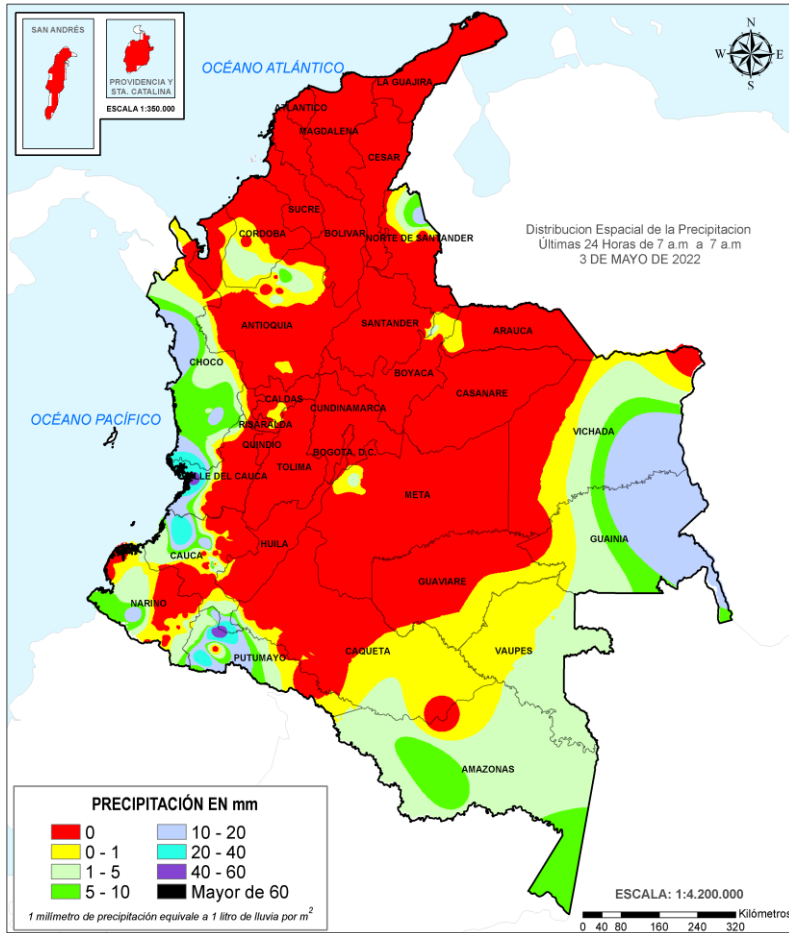 SAN ANDRÉS
PROVIDENCIA Y
STA. CATALINA
ESCALA 1:350.000
OCÉANO ATLÁNTICO
N
W E
S
LA GUAJIRA
ATLANTICO
MAGDALENA
CESAR
SUCRE
CORDOBA
BOLIVAR
NORTE DE SANTANDER
Distribucion Espacial de la Precipitacion
Últimas 24 Horas de 7 a.m a 7 a.m
3 DE MAYO DE 2022
ANTIOQUIA
SANTANDER
ARAUCA
CHOCO
BOYACA
CASANARE
CALDAS
CUNDINAMARCA
OCÉANO PACÍFICO
RISARALDA
VICHADA
QUINDIO
BOGOTA, D.C.
TOLIMA
VALLE DEL CAUCA
META
GUAINIA
HUILA
CAUCA
GUAVIARE
NARIÑO
CAQUETA
VAUPES
PUTUMAYO
AMAZONAS
PRECIPITACIÓN EN mm
0
0 - 1
1 - 5
5 - 10
10 - 20
20 - 40
40 - 60
Mayor de 60
1 milímetro de precipitación equivale a 1 litro de lluvia por m2
ESCALA: 1:4.200.000
Kilómetros
0 40 80 160 240 320